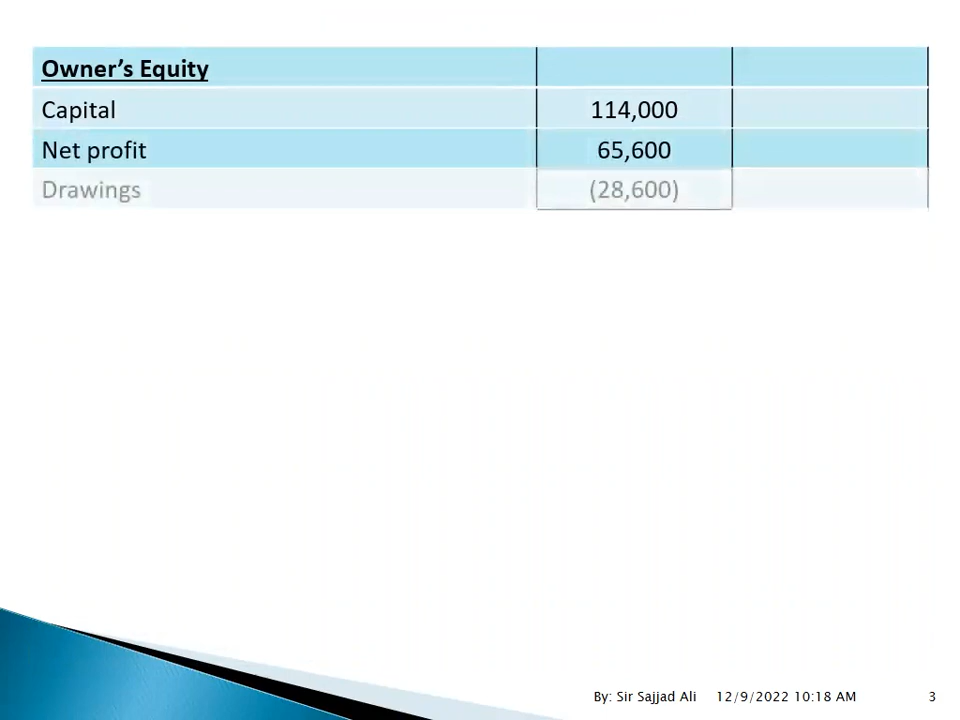 Owner’s Equity
Capital 114,000
Net profit 65,600
Drawings (28,600)
By: Sir Sajjad Ali 12/9/2022 10:18 AM 3